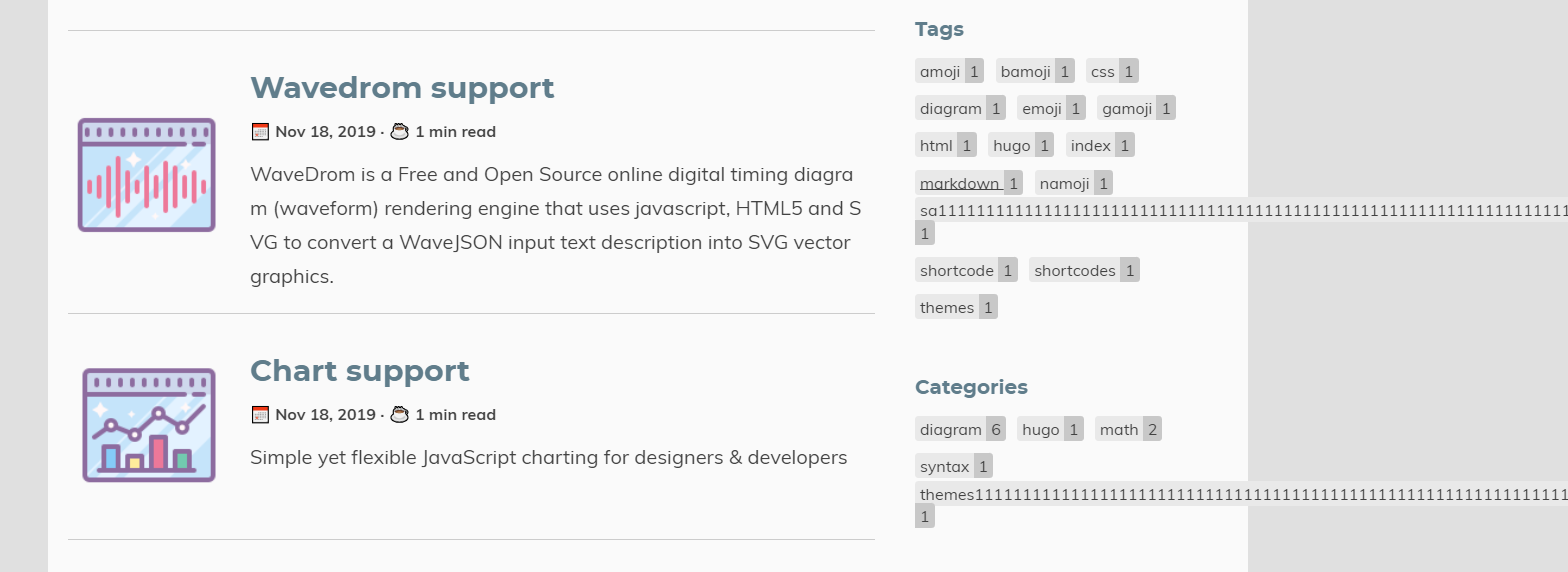 Wavedrom support
Nov 18, 2019 · 1 min read
WaveDrom is a Free and Open Source online digital timing diagra
m (waveform) rendering engine that uses javascript, HTML5 and S
VG to convert a WaveJSON input text description into SVG vector
graphics.
Chart support
Nov 18, 2019 · 1 min read
Simple yet flexible JavaScript charting for designers & developers
Tags
amoji 1 bamoji 1 css 1
diagram 1 emoji 1 gamoji 1
html 1 hugo 1 index 1
markdown 1 namoji 1
sa111111111111111111111111111111111111111111111111111111111111111111
1
shortcode 1 shortcodes 1
themes 1
Categories
diagram 6 hugo 1 math 2
syntax 1
themes11111111111111111111111111111111111111111111111111111111111111
1